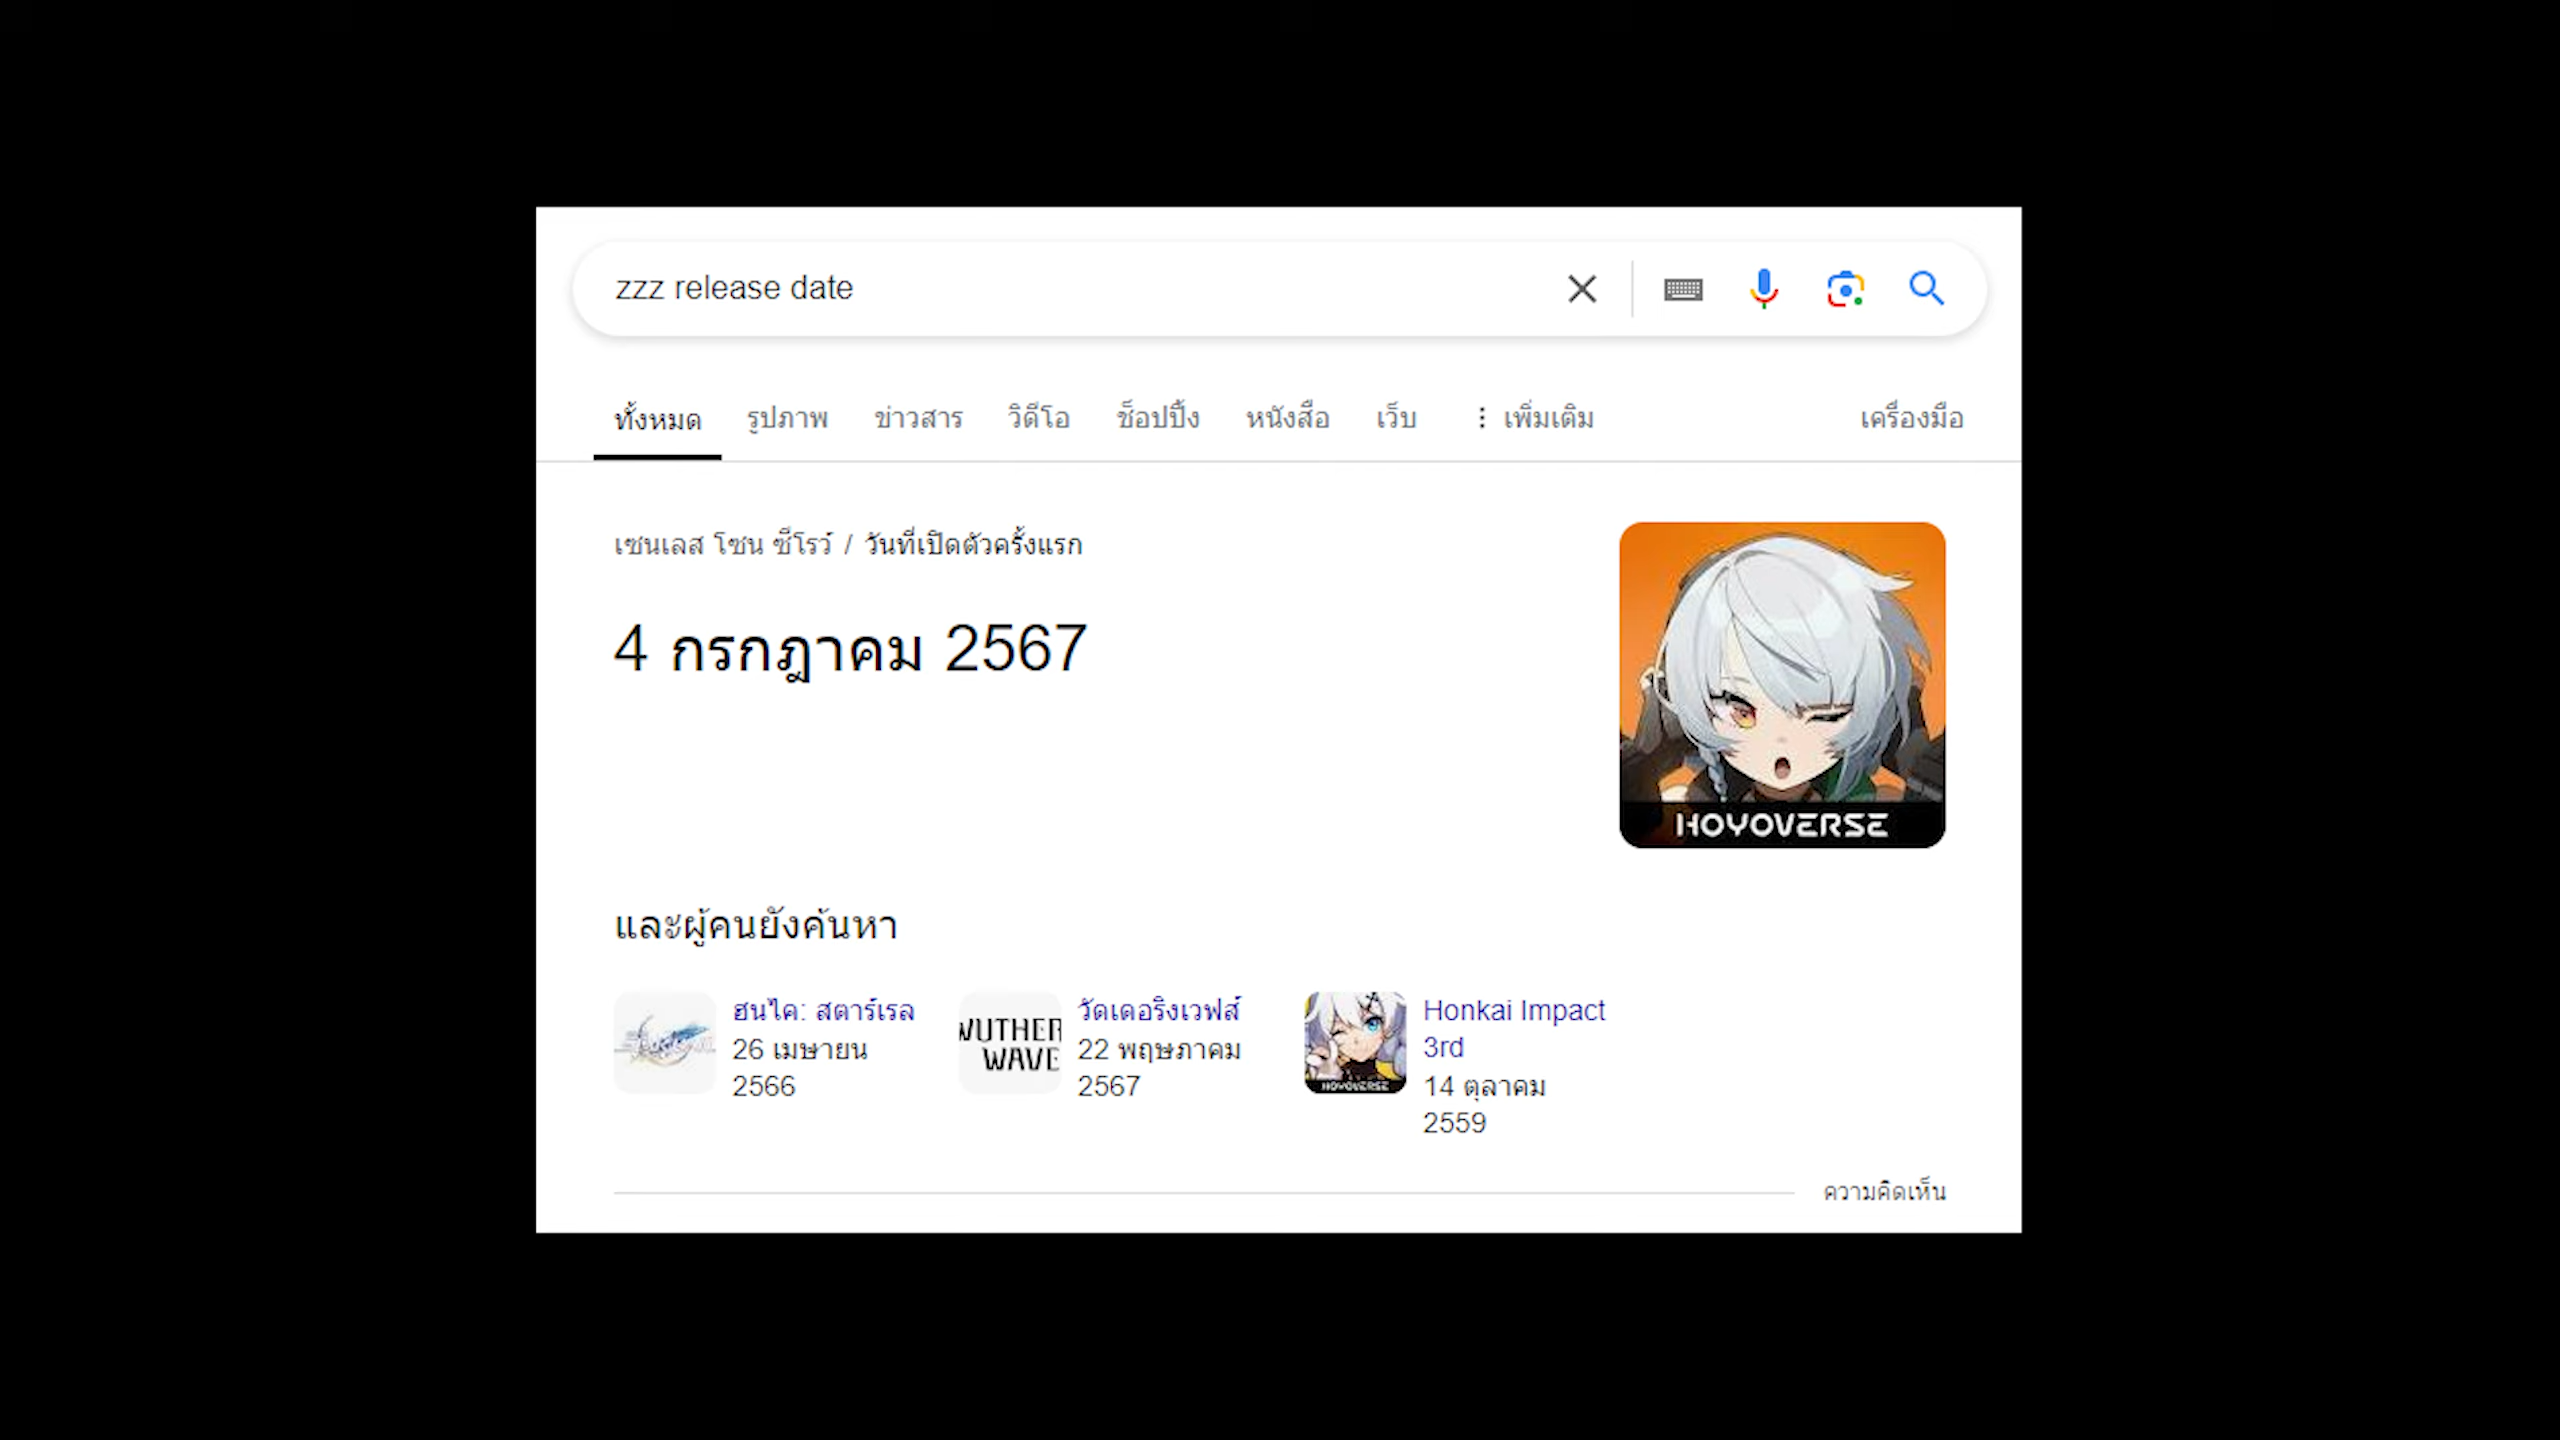 zzz release date
ทั้งหมด รูปภาพ ข่าวสาร วิดีโอ ช็อปปิ้ง หนังสือ เว็บ เพิ่มเติม เครื่องมือ
เซนเลส โซน ซีโรว์ / วันที่เปิดตัวครั้งแรก
4 กรกฎาคม 2567
HOYOVERSE
และผู้คนยังค้นหา
ฮนไค: สตาร์เรล
26 เมษายน
2566
WUTHER
WAVE
วัดเดอริงเวฟส์
22 พฤษภาคม
2567
HOYOVERSE
Honkai Impact
3rd
14 ตุลาคม
2559
ความคิดเห็น